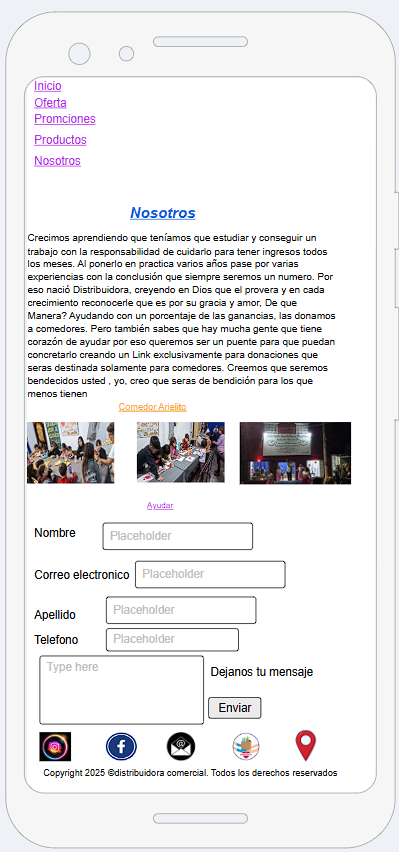 Inicio
Oferta
Promciones
Productos
Nosotros
Nosotros
Crecimos aprendiendo que teníamos que estudiar y conseguir un
trabajo con la responsabilidad de cuidarlo para tener ingresos todos
los meses. Al ponerlo en practica varios años pase por varias
experiencias con la conclusión que siempre seremos un numero. Por
eso nació Distribuidora, creyendo en Dios que el provera y en cada
crecimiento reconocerle que es por su gracia y amor, De que
Manera? Ayudando con un porcentaje de las ganancias, las donamos
a comedores. Pero también sabes que hay mucha gente que tiene
corazón de ayudar por eso queremos ser un puente para que puedan
concretarlo creando un Link exclusivamente para donaciones que
seras destinada solamente para comedores. Creemos que seremos
bendecidos usted , yo, creo que seras de bendición para los que
menos tienen
Comedor Arielito
Ayudar
Nombre Placeholder
Correo electronico Placeholder
Apellido Placeholder
Telefono Placeholder
Type here Dejanos tu mensaje
Enviar
Copyright 2025 ©distribuidora comercial. Todos los derechos reservados